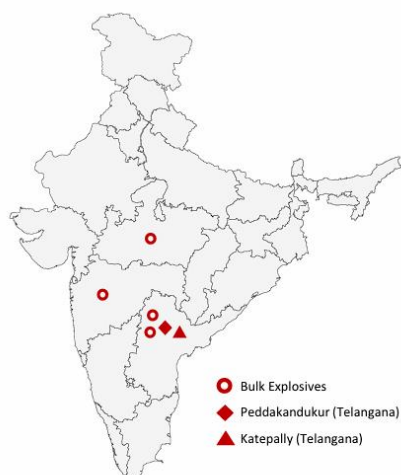 Bulk Explosives
Peddakandukur (Telangana)
Katepally (Telangana)